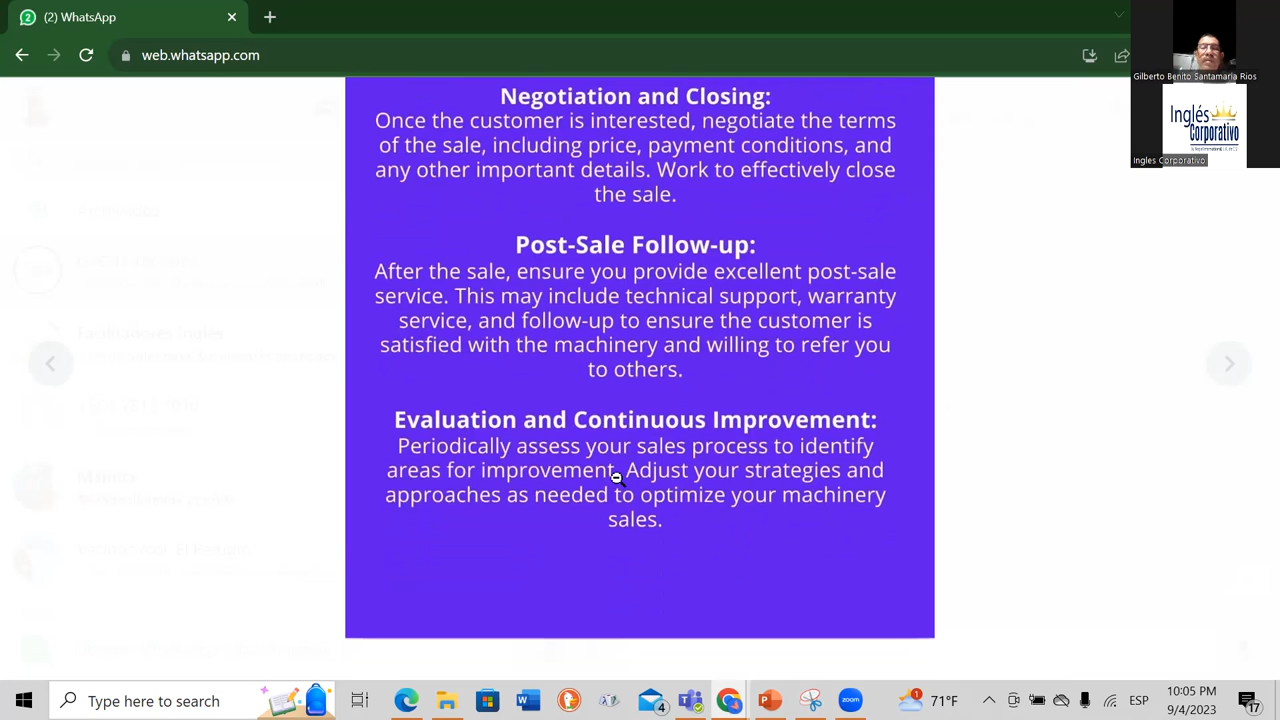 (2) WhatsApp
web.whatsapp.com
Gilberto Benito Santamaria Rios
Inglés
Corporativo
Ingles Corporativo
Negotiation and Closing:
Once the customer is interested, negotiate the terms
of the sale, including price, payment conditions, and
any other important details. Work to effectively close
the sale.
Post-Sale Follow-up:
After the sale, ensure you provide excellent post-sale
service. This may include technical support, warranty
service, and follow-up to ensure the customer is
satisfied with the machinery and willing to refer you
to others.
Evaluation and Continuous Improvement:
Periodically assess your sales process to identify
areas for improvement. Adjust your strategies and
approaches as needed to optimize your machinery
sales.
Type here to search
4
zoom
1
71°F
ESP
10:05 PM
9/4/2023
17